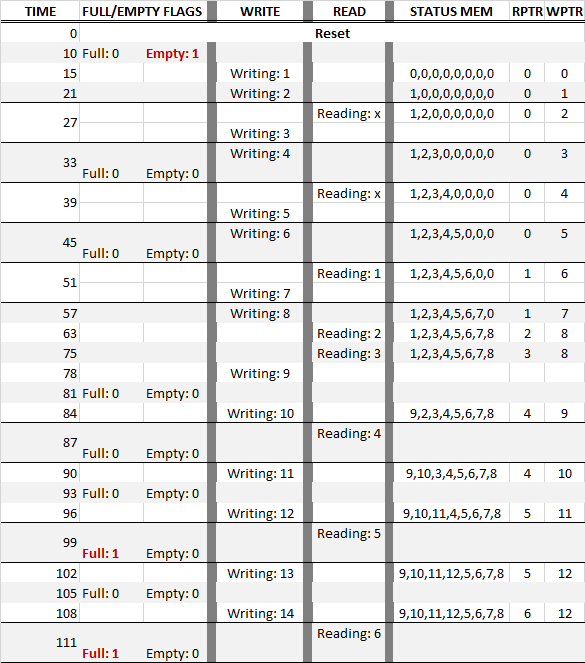 TIME FULL/EMPTY FLAGS WRITE READ STATUS MEM RPTR WPTR
0 Reset
10 Full: 0 Empty: 1
15 Writing: 1 0,0,0,0,0,0,0,0 0 0
21 Writing: 2 1,0,0,0,0,0,0,0 0 1
27 Reading: x 1,2,0,0,0,0,0,0 0 2
Writing: 3
33 Writing: 4 1,2,3,0,0,0,0,0 0 3
Full: 0 Empty: 0
39 Reading: x 1,2,3,4,0,0,0,0 0 4
Writing: 5
45 Writing: 6 1,2,3,4,5,0,0,0 0 5
Full: 0 Empty: 0
51 Reading: 1 1,2,3,4,5,6,0,0 1 6
Writing: 7
57 Writing: 8 1,2,3,4,5,6,7,0 1 7
63 Reading: 2 1,2,3,4,5,6,7,8 2 8
75 Reading: 3 1,2,3,4,5,6,7,8 3 8
78 Writing: 9
81 Full: 0 Empty: 0
84 Writing: 10 9,2,3,4,5,6,7,8 4 9
87 Reading: 4
Full: 0 Empty: 0
90 Writing: 11 9,10,3,4,5,6,7,8 4 10
93 Full: 0 Empty: 0
96 Writing: 12 9,10,11,4,5,6,7,8 5 11
99 Reading: 5
Full: 1 Empty: 0
102 Writing: 13 9,10,11,12,5,6,7,8 5 12
105 Full: 0 Empty: 0
108 Writing: 14 9,10,11,12,5,6,7,8 6 12
111 Reading: 6
Full: 1 Empty: 0